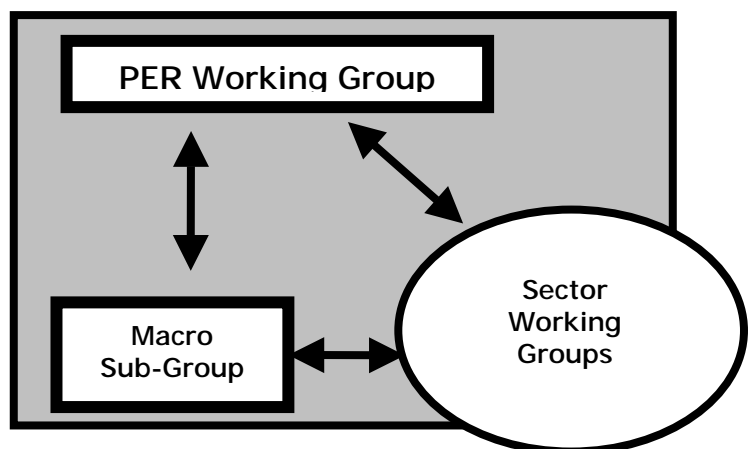 PER Working Group
Macro
Sub-Group
Sector
Working
Groups